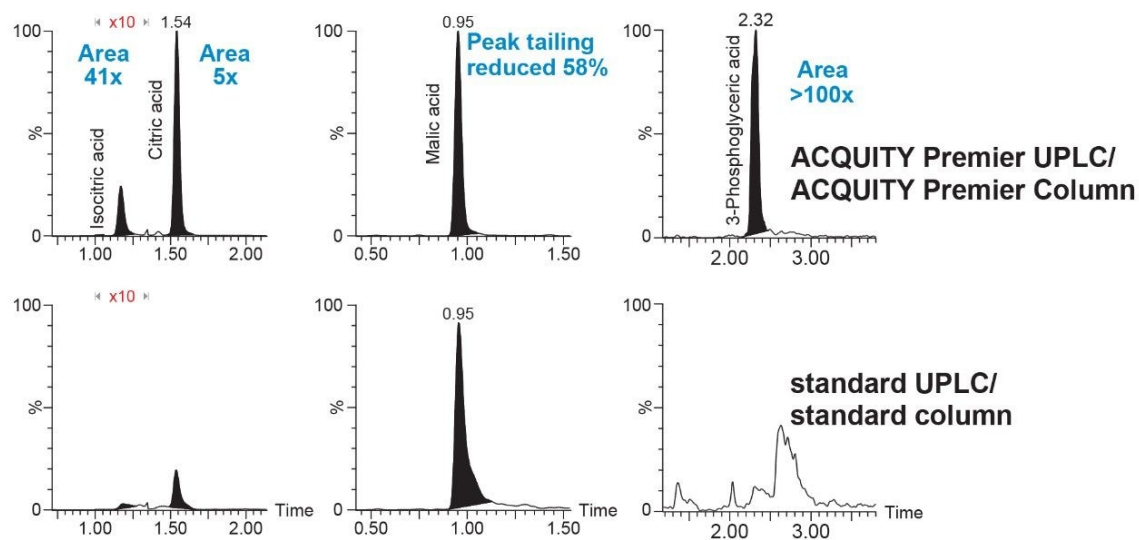 x10
1.54
Area
41x
Area
5x
Isocitric acid
Citric acid
100
%
0
1.00
1.50
2.00
0.95
Peak tailing
reduced 58%
Malic acid
100
%
0
0.50
1.00
1.50
2.32
Area
>100x
3-Phosphoglyceric acid
100
%
0
2.00
3.00
ACQUITY Premier UPLC/
ACQUITY Premier Column
x10
100
%
0
1.00
1.50
2.00
Time
0.95
100
%
0
0.50
1.00
1.50
100
%
0
2.00
3.00
Time
standard UPLC/
standard column